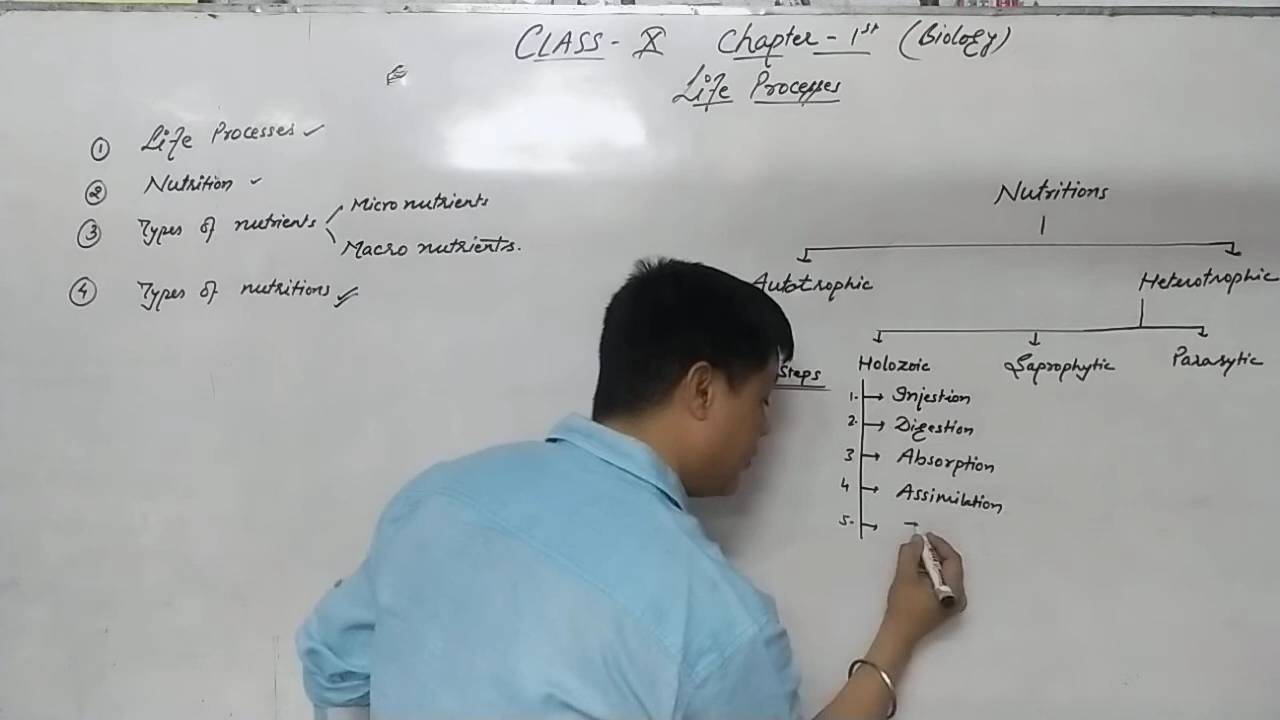 CLASS - X Chapter - 1st (Biology)
Life Processes
1 Life Processes ✓
2 Nutrition ✓
3 Types of nutrients
Micro nutrients
Macro nutrients.
4 Types of nutritions ✓
Nutritions
Autotrophic
Heterotrophic
Holozoic
Saprophytic
Parasytic
Steps
1. → Injestion
2. → Digestion
3 → Absorption
4 → Assimilation
5. →